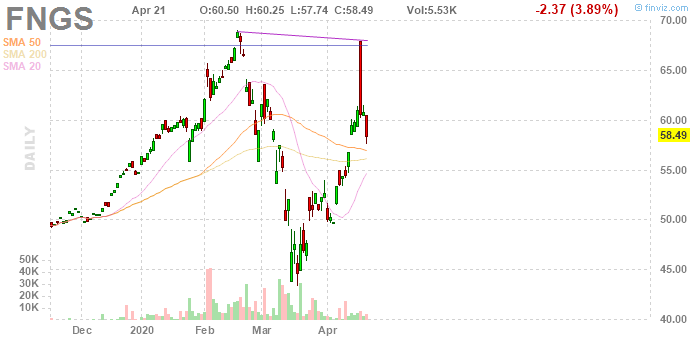 FNGS Apr 21 O:60.50 H:60.25 L:57.74 C:58.49 Vol:5.53K -2.37 (3.89%) © finviz.com
SMA 50
SMA 200
SMA 20
DAILY
70.00
65.00
60.00
58.49
55.00
50.00
45.00
40.00
50K
40K
30K
20K
10K
Dec 2020 Feb Mar Apr